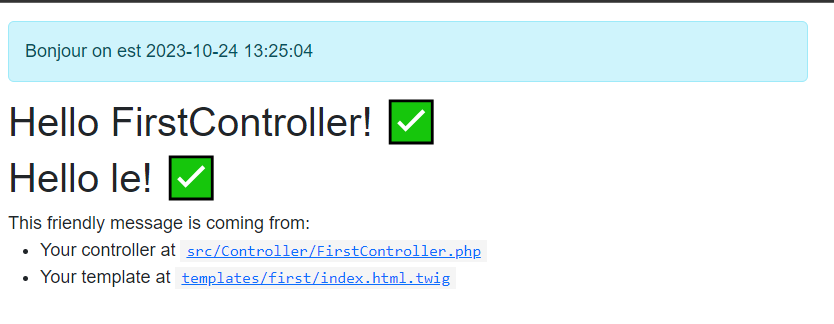 Bonjour on est 2023-10-24 13:25:04
Hello FirstController! ✅
Hello le! ✅
This friendly message is coming from:
• Your controller at src/Controller/FirstController.php
• Your template at templates/first/index.html.twig